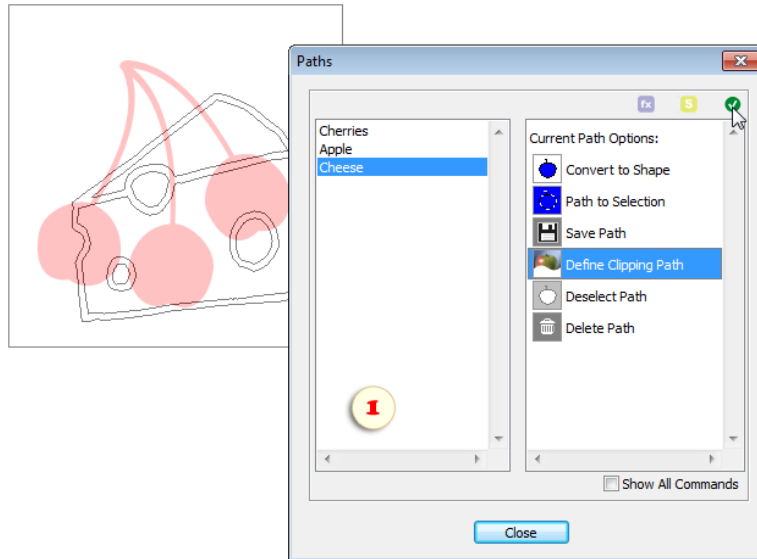 Paths
fx
S
Cherries
Apple
Cheese
Current Path Options:
Convert to Shape
Path to Selection
Save Path
Define Clipping Path
Deselect Path
Delete Path
1
Show All Commands
Close